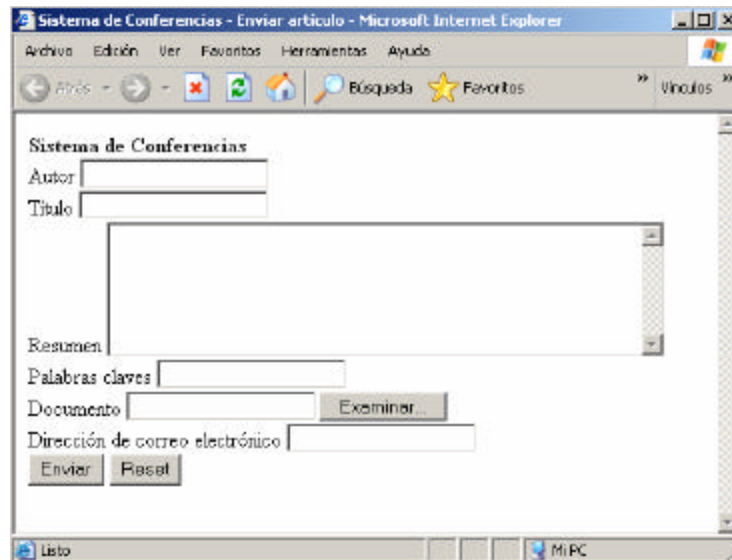 Sistema de Conferencias - Enviar articulo - Microsoft Internet Explorer
Archivo Edición Ver Favoritos Herramientas Ayuda
Atrás Búsqueda Favoritos » Vínculos »
Sistema de Conferencias
Autor
Titulo
Resumen
Palabras claves
Documento Examinar...
Dirección de correo electrónico
Enviar Reset
Listo Mi PC